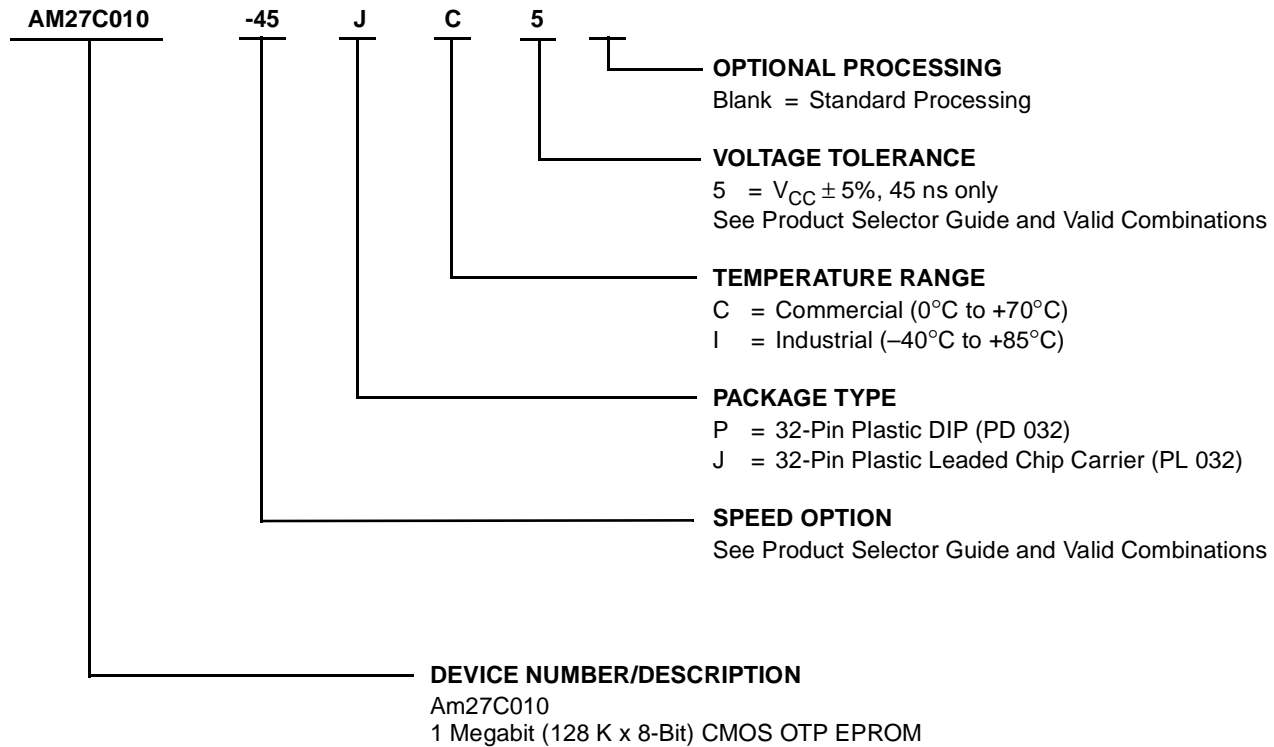 AM27C010 -45 J C 5
OPTIONAL PROCESSING
Blank = Standard Processing
VOLTAGE TOLERANCE
5 = VCC ± 5%, 45 ns only
See Product Selector Guide and Valid Combinations
TEMPERATURE RANGE
C = Commercial (0°C to +70°C)
I = Industrial (–40°C to +85°C)
PACKAGE TYPE
P = 32-Pin Plastic DIP (PD 032)
J = 32-Pin Plastic Leaded Chip Carrier (PL 032)
SPEED OPTION
See Product Selector Guide and Valid Combinations
DEVICE NUMBER/DESCRIPTION
Am27C010
1 Megabit (128 K x 8-Bit) CMOS OTP EPROM